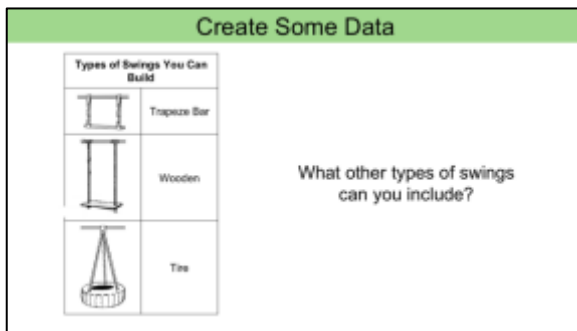 Create Some Data
Types of Swings You Can
Build
Trapeze Bar
Wooden
Tire
What other types of swings
can you include?